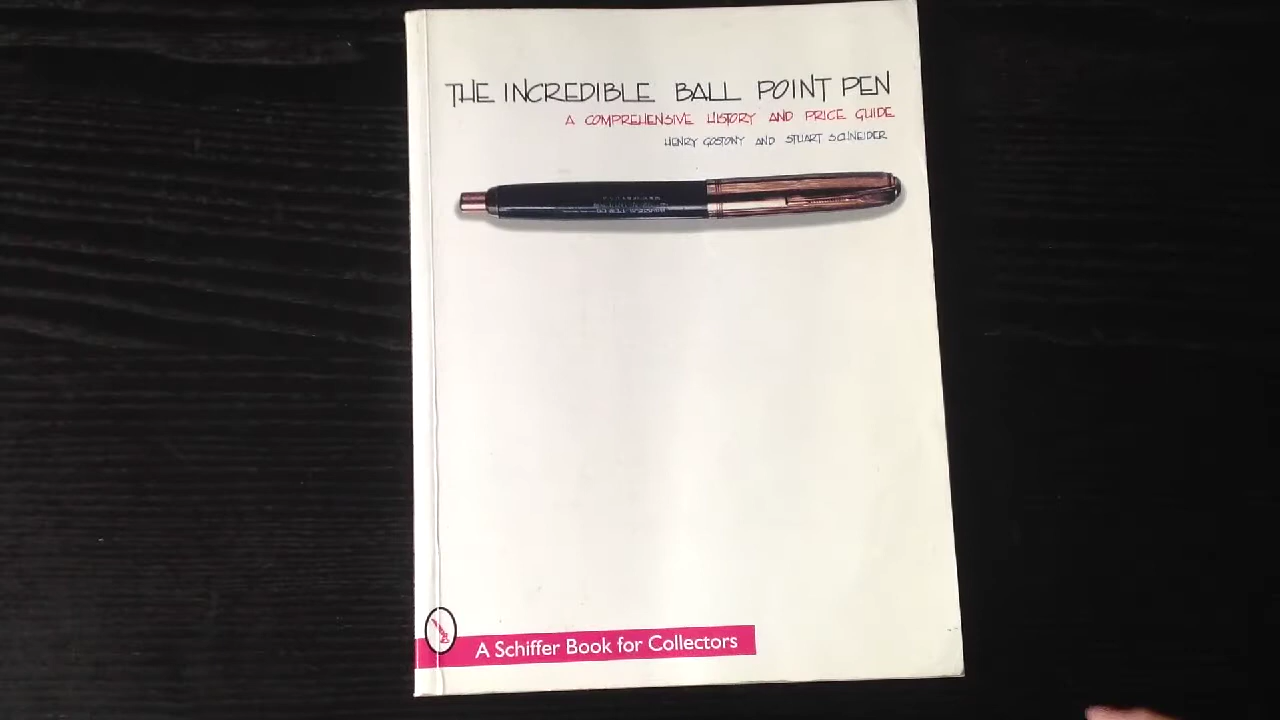 THE INCREDIBLE BALL POINT PEN
A COMPREHENSIVE HISTORY AND PRICE GUIDE
HENRY GOSTONY AND STUART SCHNEIDER
A Schiffer Book for Collectors